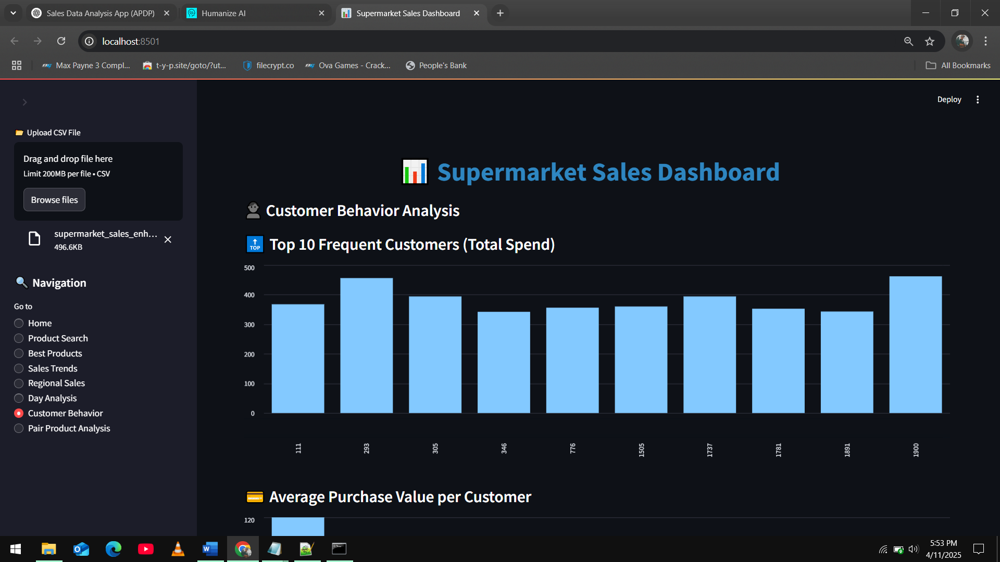 Sales Data Analysis App (APDP)
Humanize AI
Supermarket Sales Dashboard
localhost:8501
Max Payne 3 Compl...
t-y-p.site/goto/?ut...
filecrypt.co
Ova Games - Crack...
People's Bank
All Bookmarks
Deploy
Upload CSV File
Drag and drop file here
Limit 200MB per file • CSV
Browse files
supermarket_sales_enh...
496.6KB
Navigation
Go to
Home
Product Search
Best Products
Sales Trends
Regional Sales
Day Analysis
Customer Behavior
Pair Product Analysis
Supermarket Sales Dashboard
Customer Behavior Analysis
TOP
Top 10 Frequent Customers (Total Spend)
500
400
300
200
100
0
111
293
305
346
776
1505
1737
1781
1891
1900
Average Purchase Value per Customer
120
5:53 PM
4/11/2025